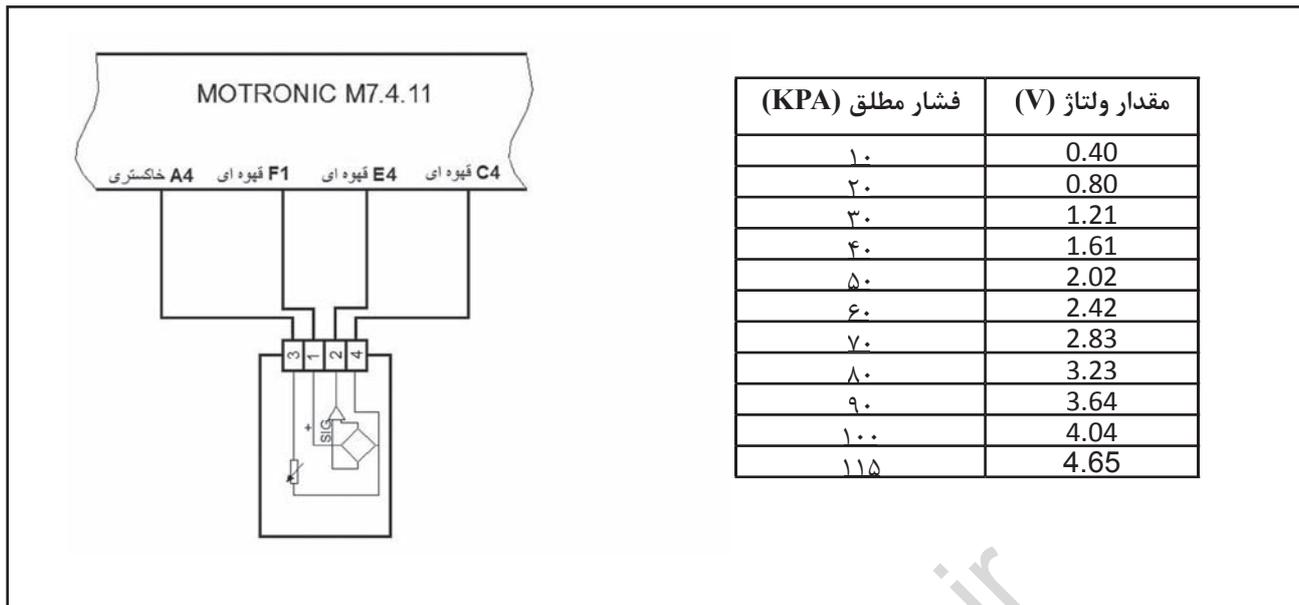 MOTRONIC M7.4.11
A4 خاکستری
F1 قهوه ای
E4 قهوه ای
C4 قهوه ای
3 1 2 4
+
SIG
فشار مطلق (KPA) مقدار ولتاژ (V)
۱۰ 0.40
۲۰ 0.80
۳۰ 1.21
۴۰ 1.61
۵۰ 2.02
۶۰ 2.42
۷۰ 2.83
۸۰ 3.23
۹۰ 3.64
۱۰۰ 4.04
۱۱۵ 4.65
ir